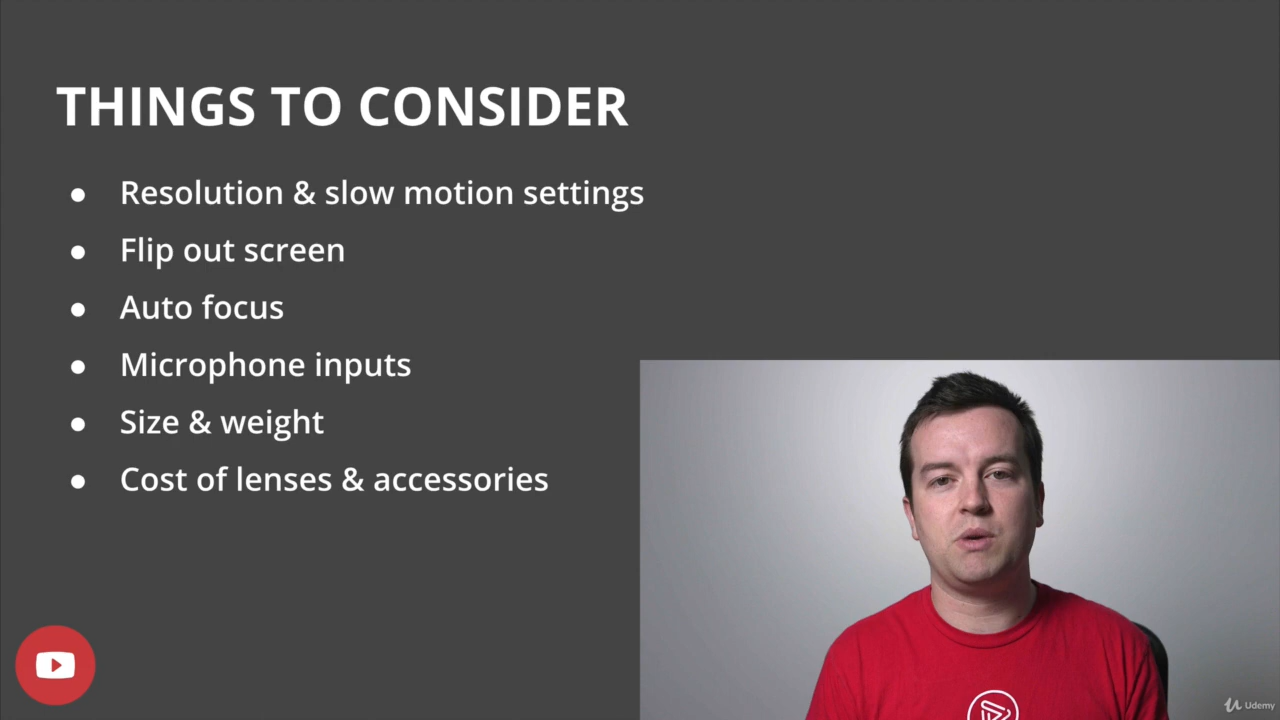 THINGS TO CONSIDER
● Resolution & slow motion settings
● Flip out screen
● Auto focus
● Microphone inputs
● Size & weight
● Cost of lenses & accessories
Udemy